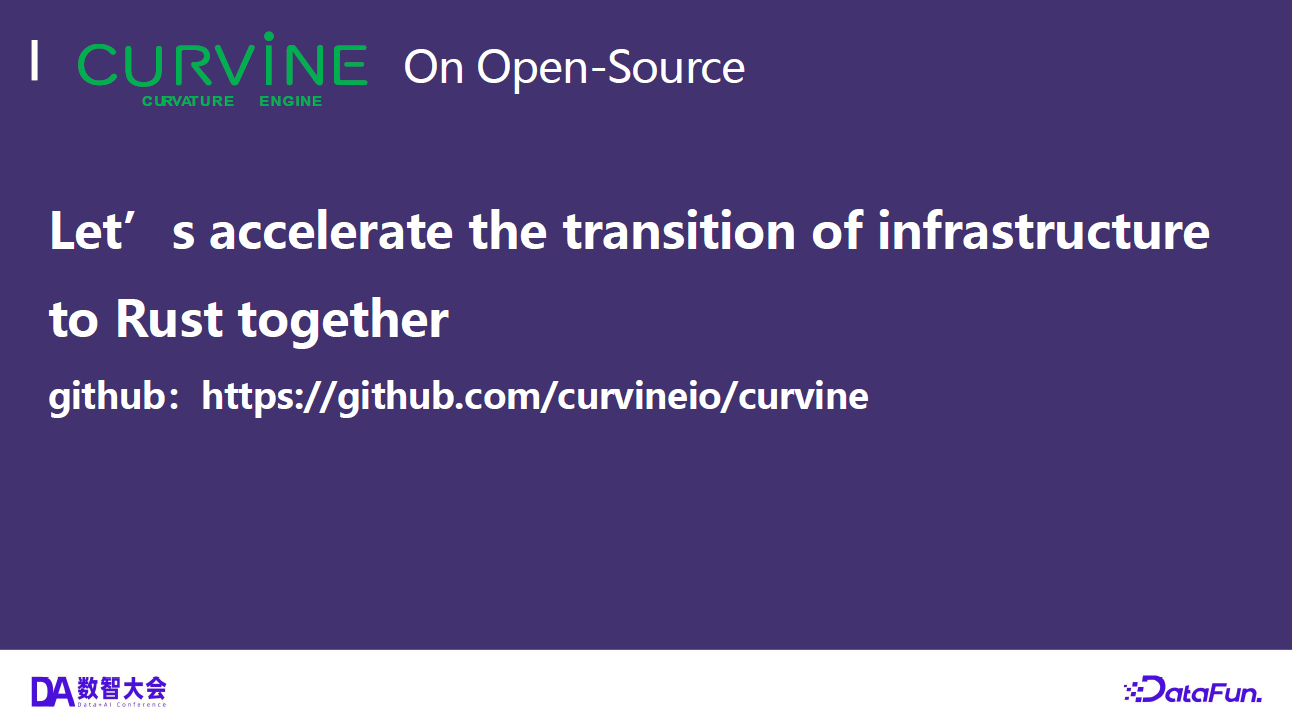 CURVINE On Open-Source
CURVATURE ENGINE
Let’s accelerate the transition of infrastructure
to Rust together
github：https://github.com/curvineio/curvine
DA 数智大会
Data+AI Conference
DataFun.